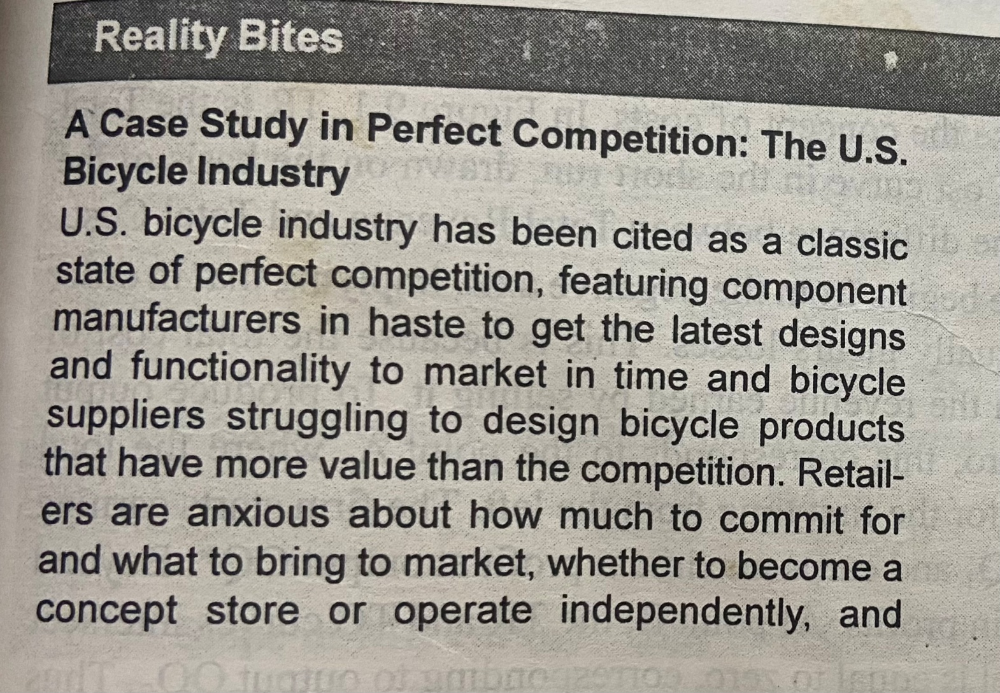 Reality Bites
A Case Study in Perfect Competition: The U.S.
Bicycle Industry
U.S. bicycle industry has been cited as a classic
state of perfect competition, featuring component
manufacturers in haste to get the latest designs
and functionality to market in time and bicycle
suppliers struggling to design bicycle products
that have more value than the competition. Retail-
ers are anxious about how much to commit for
and what to bring to market, whether to become a
concept store or operate independently, and